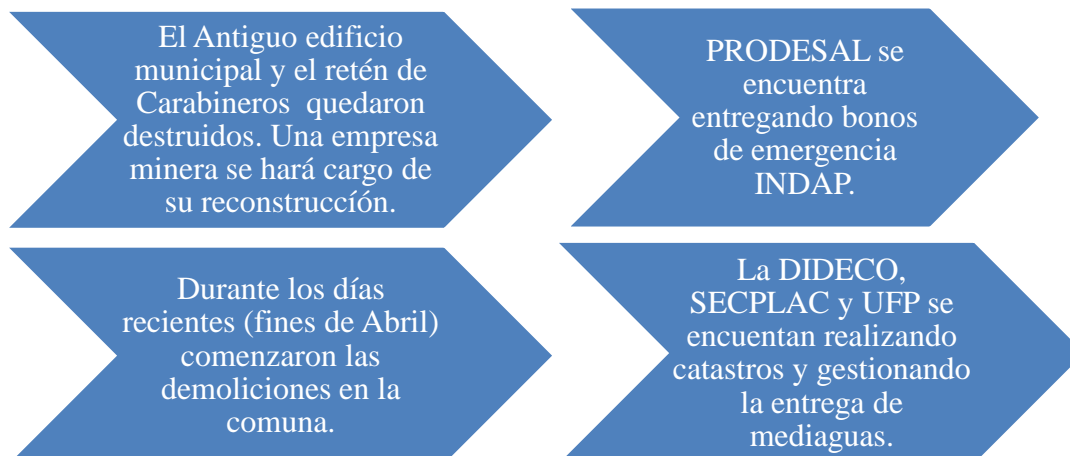 El Antiguo edificio
municipal y el retén de
Carabineros quedaron
destruidos. Una empresa
minera se hará cargo de
su reconstruccíón.
PRODESAL se
encuentra
entregando bonos
de emergencia
INDAP.
Durante los días
recientes (fines de Abril)
comenzaron las
demoliciones en la
comuna.
La DIDECO,
SECPLAC y UFP se
encuentan realizando
catastros y gestionando
la entrega de
mediaguas.